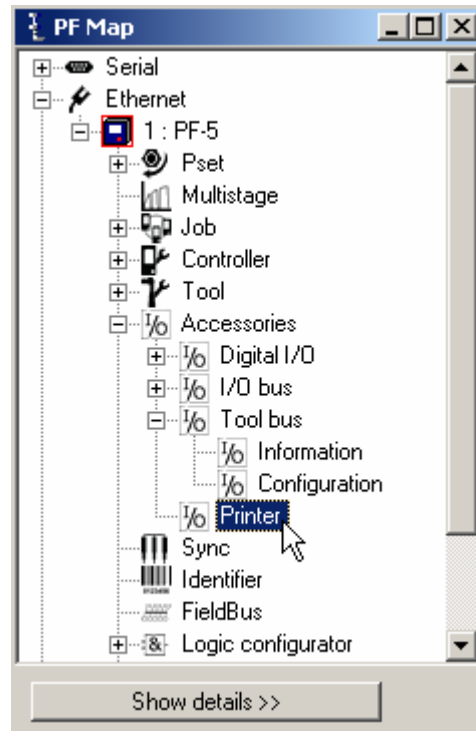 PF Map
Serial
Ethernet
1 : PF-5
Pset
Multistage
Job
Controller
Tool
I/O Accessories
I/O Digital I/O
I/O I/O bus
I/O Tool bus
I/O Information
I/O Configuration
I/O Printer
Sync
Identifier
FieldBus
& Logic configurator
Show details >>